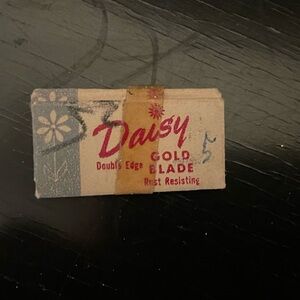 Daisy
Double Edge GOLD
BLADE
Rust Resisting
5